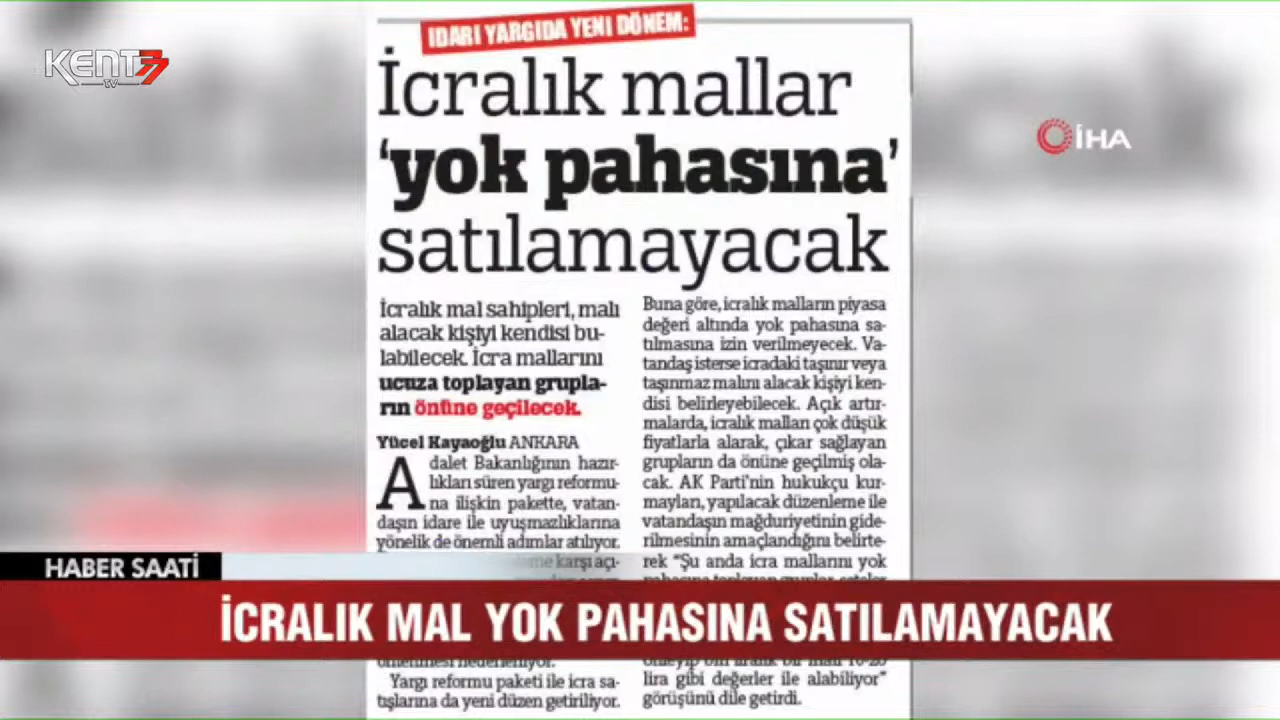 KENT
TV
İHA
IDARI YARGIDA YENİ DÖNEM:
İcralık mallar
'yok pahasına'
satılamayacak
İcralık mal sahipleri, malı
alacak kişiyi kendisi bu-
labilecek. İcra mallarını
ucuza toplayan grupla-
rın önüne geçilecek.
Yücel Kayaoğlu ANKARA
Adalet Bakanlığının hazır-
lıkları süren yargı reformu-
na ilişkin pakette, vatan-
daşın idare ile uyuşmazlıklarına
yönelik de önemli adımlar atılıyor.
karşı açı-
Yargı reformu paketi ile icra sa-
tışlarına da yeni düzen getiriliyor.
Buna göre, icralık malların piyasa
değeri altında yok pahasına sa-
tılmasına izin verilmeyecek. Va-
tandaş isterse icradaki taşınır veya
taşınmaz malını alacak kişiyi ken-
disi belirleyebilecek. Açık artır-
malarda, icralık malları çok düşük
fiyatlarla alarak, çıkar sağlayan
grupların da önüne geçilmiş ola-
cak. AK Parti'nin hukukçu kur-
mayları, yapılacak düzenleme ile
vatandaşın mağduriyetinin gide-
rilmesinin amaçlandığını belirte-
rek "Şu anda icra mallarını yok
lira gibi değerler ile alabiliyor"
görüşünü dile getirdi.
HABER SAATİ
İCRALIK MAL YOK PAHASINA SATILAMAYACAK